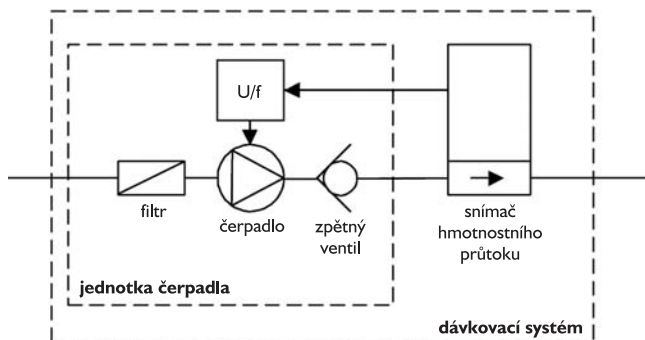 U/f
filtr
čerpadlo
zpětný
ventil
snímač
hmotnostního
průtoku
jednotka čerpadla
dávkovací systém